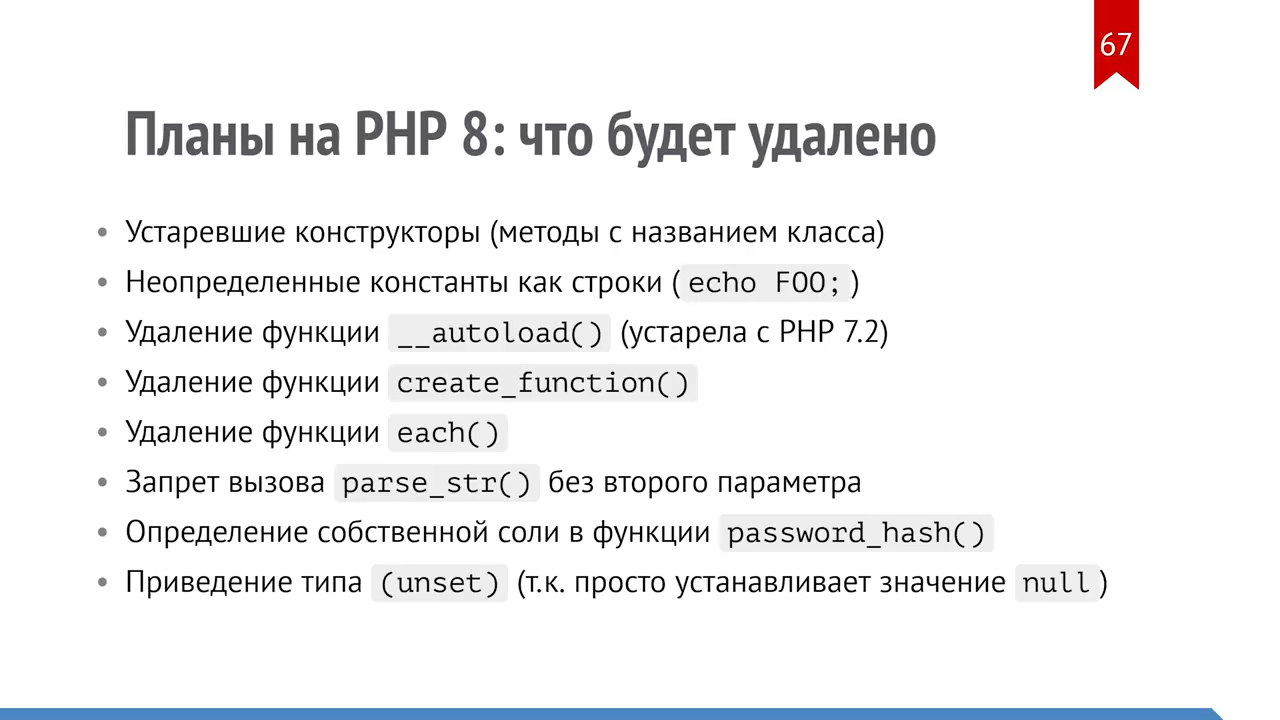 67
Планы на PHP 8: что будет удалено
• Устаревшие конструкторы (методы с названием класса)
• Неопределенные константы как строки (echo FOO;)
• Удаление функции __autoload() (устарела с PHP 7.2)
• Удаление функции create_function()
• Удаление функции each()
• Запрет вызова parse_str() без второго параметра
• Определение собственной соли в функции password_hash()
• Приведение типа (unset) (т.к. просто устанавливает значение null)